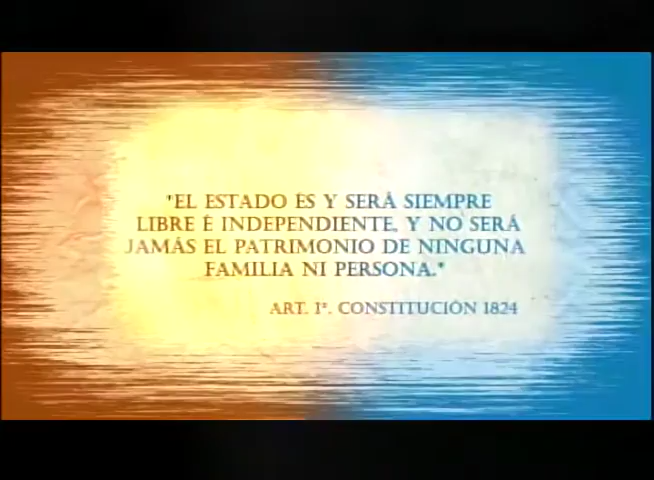 "EL ESTADO ES Y SERÁ SIEMPRE
LIBRE É INDEPENDIENTE, Y NO SERÁ
JAMÁS EL PATRIMONIO DE NINGUNA
FAMILIA NI PERSONA."
ART. 1º. CONSTITUCIÓN 1824